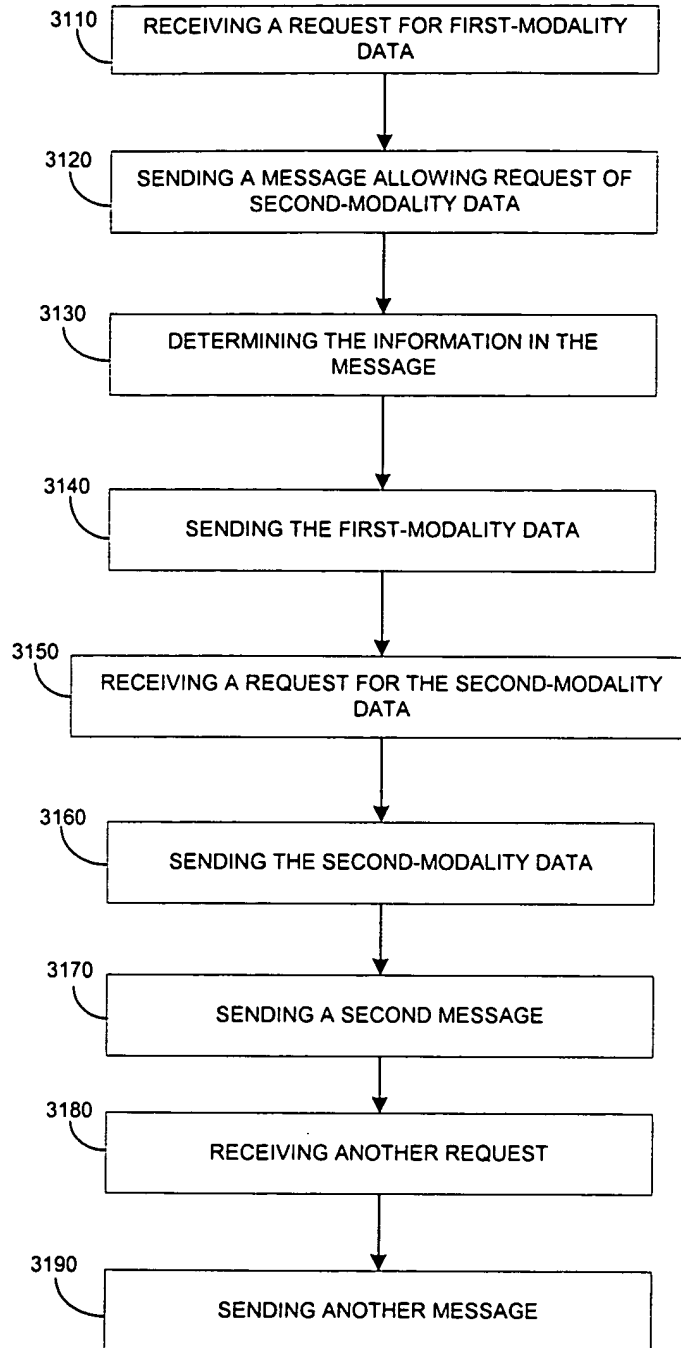 3110
RECEIVING A REQUEST FOR FIRST-MODALITY
DATA
3120
SENDING A MESSAGE ALLOWING REQUEST OF
SECOND-MODALITY DATA
3130
DETERMINING THE INFORMATION IN THE
MESSAGE
3140
SENDING THE FIRST-MODALITY DATA
3150
RECEIVING A REQUEST FOR THE SECOND-MODALITY
DATA
3160
SENDING THE SECOND-MODALITY DATA
3170
SENDING A SECOND MESSAGE
3180
RECEIVING ANOTHER REQUEST
3190
SENDING ANOTHER MESSAGE